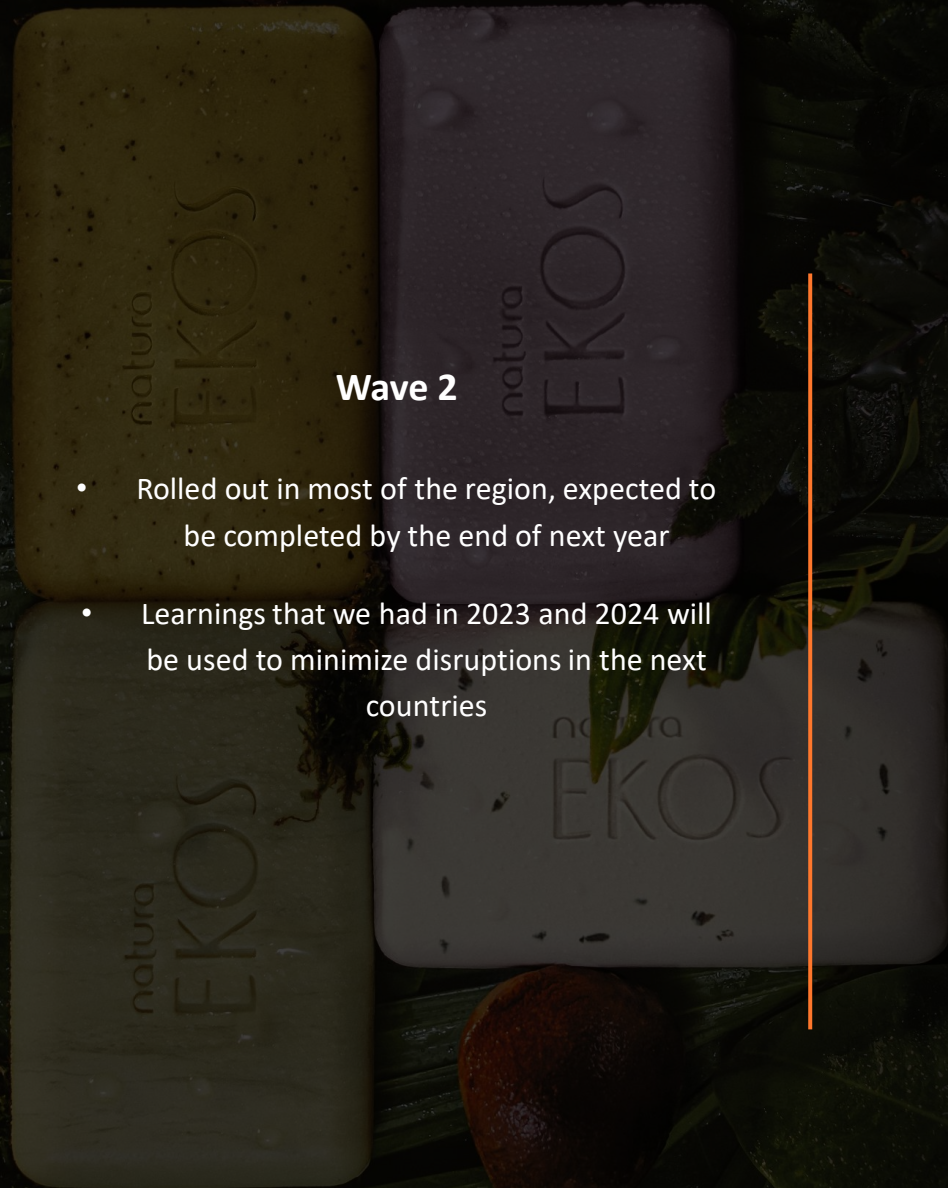 natura
EKOS
natura
EKOS
Wave 2
• Rolled out in most of the region, expected to
be completed by the end of next year
• Learnings that we had in 2023 and 2024 will
be used to minimize disruptions in the next
countries
natura
EKOS
natura
EKOS